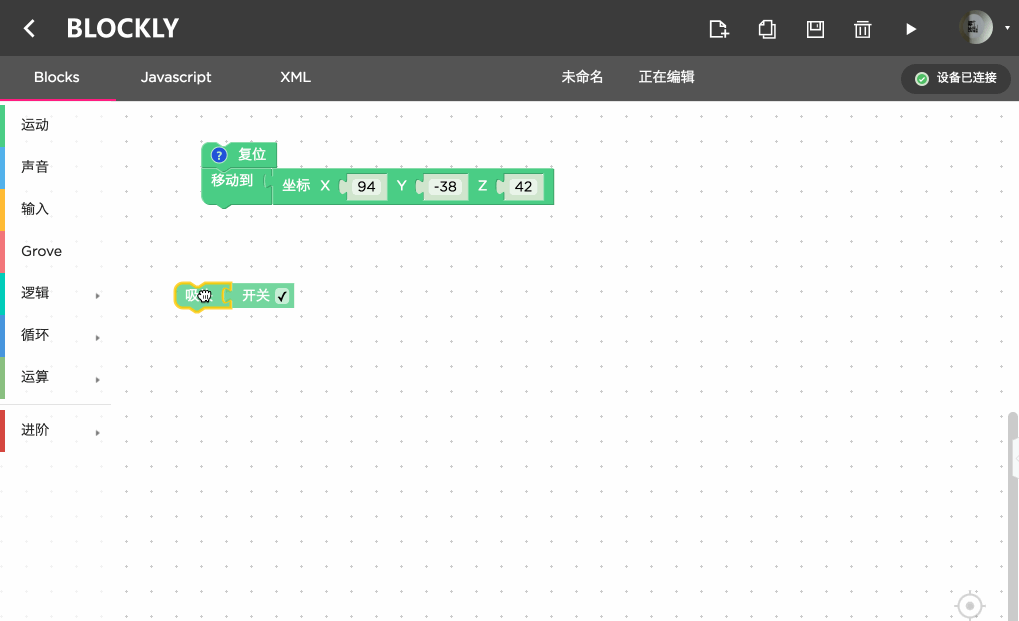 BLOCKLY
Blocks Javascript XML 未命名 正在编辑 设备已连接
运动
声音
输入
Grove
逻辑
循环
运算
进阶
? 复位
移动到 坐标 X 94 Y -38 Z 42
吸 开关